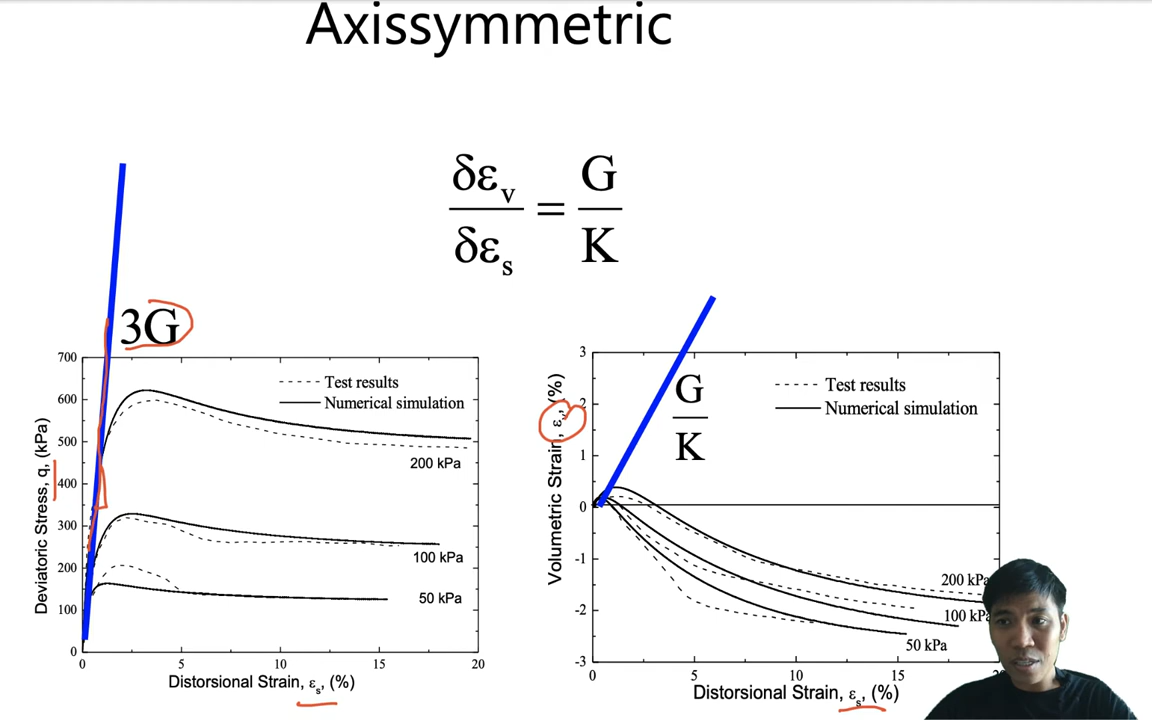 Axissymmetric
δεv / δεs = G / K
3G
700
600
500
400
300
200
100
0
Deviatoric Stress, q, (kPa)
Test results
Numerical simulation
200 kPa
100 kPa
50 kPa
0 5 10 15 20
Distorsional Strain, εs, (%)
3
2
1
0
-1
-2
-3
Volumetric Strain, εv, (%)
G
K
Test results
Numerical simulation
200 kPa
100 kPa
50 kPa
0 5 10 15
Distorsional Strain, εs, (%)